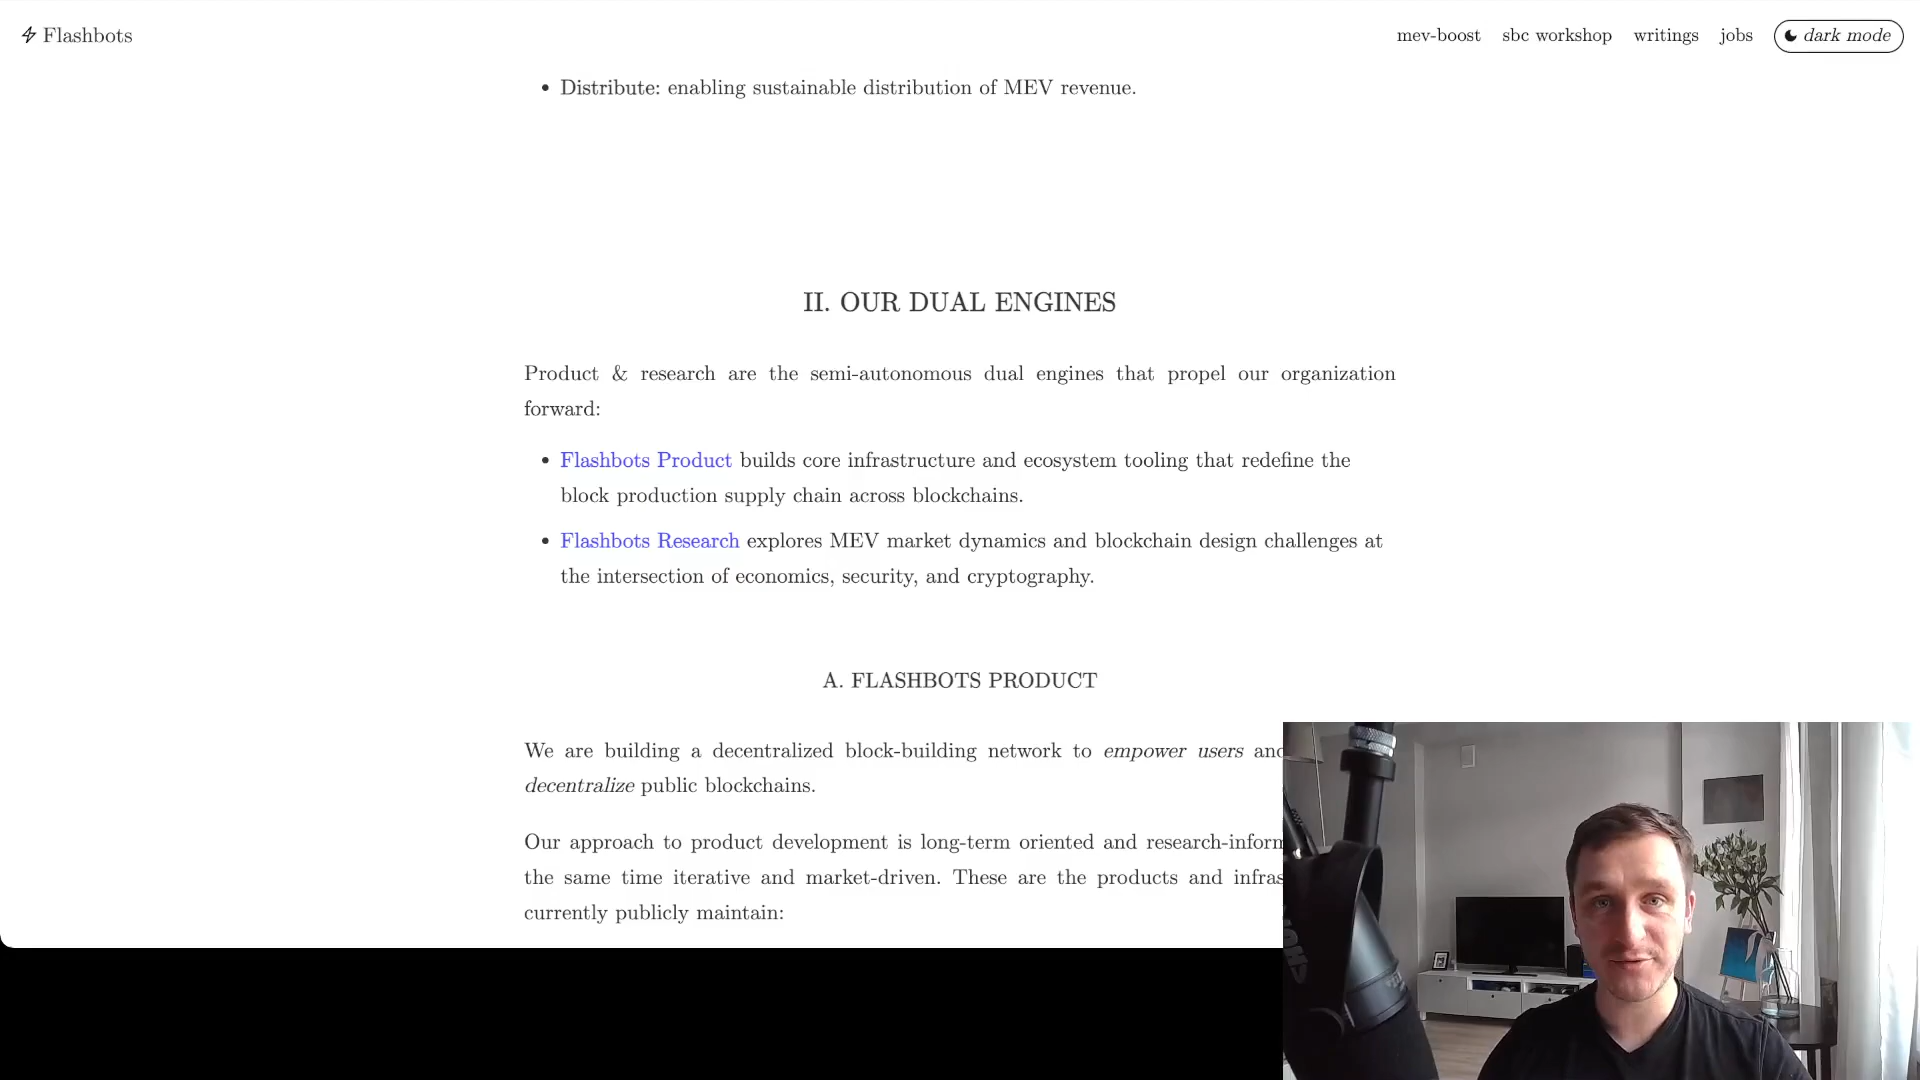 Flashbots
mev-boost sbc workshop writings jobs dark mode
• Distribute: enabling sustainable distribution of MEV revenue.
II. OUR DUAL ENGINES
Product & research are the semi-autonomous dual engines that propel our organization
forward:
• Flashbots Product builds core infrastructure and ecosystem tooling that redefine the
block production supply chain across blockchains.
• Flashbots Research explores MEV market dynamics and blockchain design challenges at
the intersection of economics, security, and cryptography.
A. FLASHBOTS PRODUCT
We are building a decentralized block-building network to empower users and
decentralize public blockchains.
Our approach to product development is long-term oriented and research-inform
the same time iterative and market-driven. These are the products and infras
currently publicly maintain: